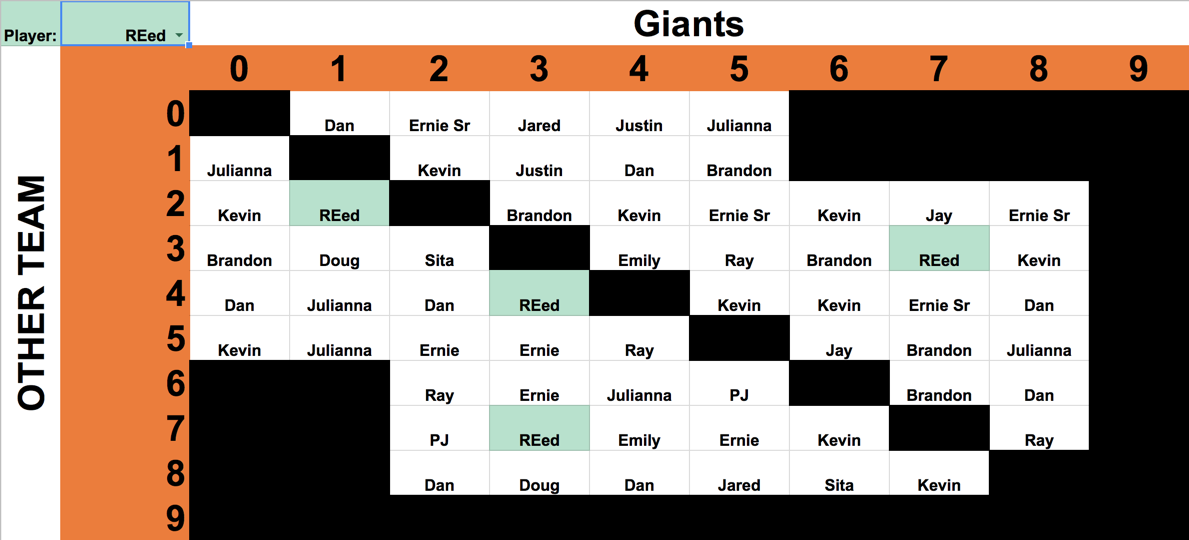 Player: REed Giants
0 1 2 3 4 5 6 7 8 9
0 Dan Ernie Sr Jared Justin Julianna
1 Julianna Kevin Justin Dan Brandon
2 Kevin REed Brandon Kevin Ernie Sr Kevin Jay Ernie Sr
3 Brandon Doug Sita Emily Ray Brandon REed Kevin
4 Dan Julianna Dan REed Kevin Kevin Ernie Sr Dan
5 Kevin Julianna Ernie Ernie Ray Jay Brandon Julianna
6 Ray Ernie Julianna PJ Brandon Dan
7 PJ REed Emily Ernie Kevin Ray
8 Dan Doug Dan Jared Sita Kevin
9
OTHER TEAM